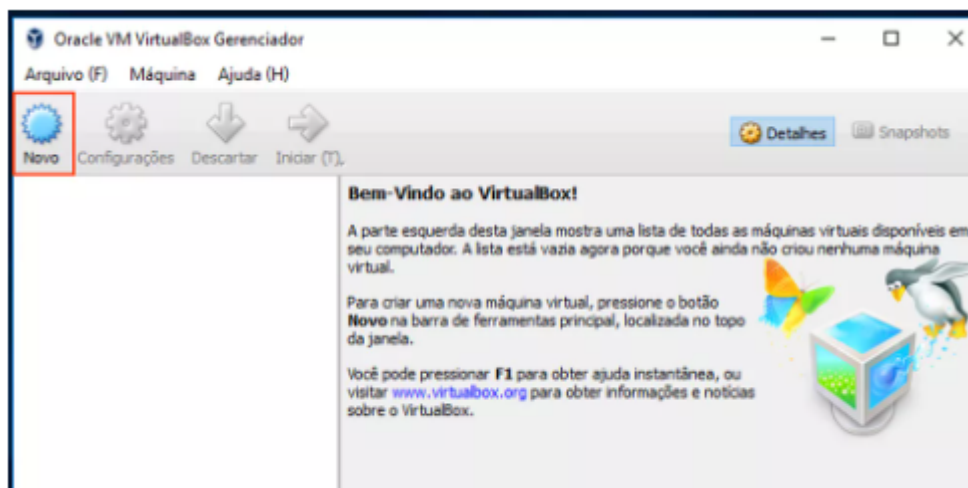 Oracle VM VirtualBox Gerenciador
Arquivo (F) Máquina Ajuda (H)
Novo Configurações Descartar Iniciar (T), Detalhes Snapshots
Bem-Vindo ao VirtualBox!
A parte esquerda desta janela mostra uma lista de todas as máquinas virtuais disponíveis em
seu computador. A lista está vazia agora porque você ainda não criou nenhuma máquina
virtual.
Para criar uma nova máquina virtual, pressione o botão
Novo na barra de ferramentas principal, localizada no topo
da janela.
Você pode pressionar F1 para obter ajuda instantânea, ou
visitar www.virtualbox.org para obter informações e notícias
sobre o VirtualBox.